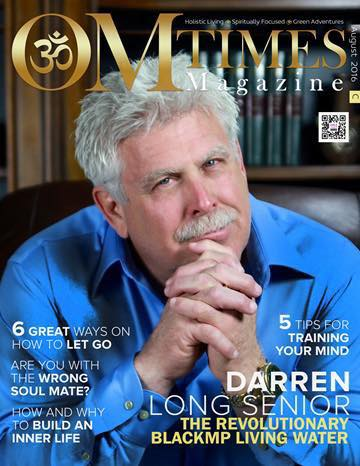 Holistic Living Spiritually Focused Green Adventures
OMTIMES
Magazine
August 2016
C
6 GREAT WAYS ON
HOW TO LET GO
ARE YOU WITH
THE WRONG
SOUL MATE?
HOW AND WHY
TO BUILD AN
INNER LIFE
5 TIPS FOR
TRAINING
YOUR MIND
DARREN
LONG SENIOR
THE REVOLUTIONARY
BLACKMP LIVING WATER